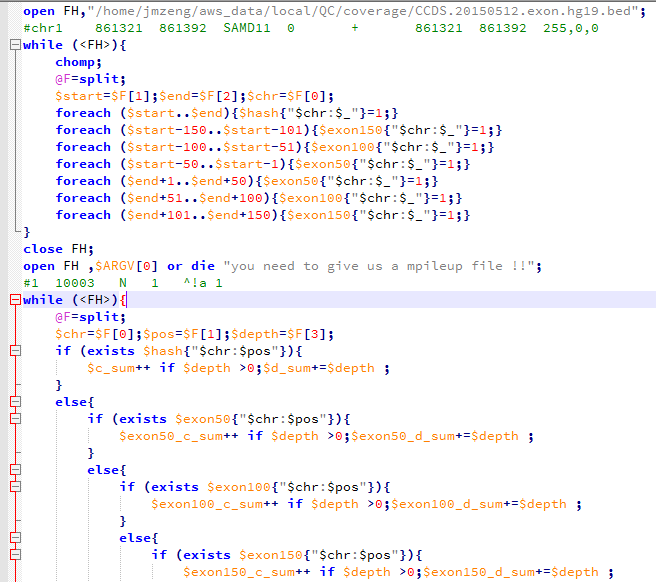 open FH,"/home/jmzeng/aws_data/local/QC/coverage/CCDS.20150512.exon.hg19.bed";
#chr1    861321  861392  SAMD11  0       +       861321  861392  255,0,0
while (<FH>){
    chomp;
    @F=split;
    $start=$F[1];$end=$F[2];$chr=$F[0];
    foreach ($start..$end){$hash{"$chr:$_"}=1;}
    foreach ($start-150..$start-101){$exon150{"$chr:$_"}=1;}
    foreach ($start-100..$start-51){$exon100{"$chr:$_"}=1;}
    foreach ($start-50..$start-1){$exon50{"$chr:$_"}=1;}
    foreach ($end+1..$end+50){$exon50{"$chr:$_"}=1;}
    foreach ($end+51..$end+100){$exon100{"$chr:$_"}=1;}
    foreach ($end+101..$end+150){$exon150{"$chr:$_"}=1;}
}
close FH;
open FH ,$ARGV[0] or die "you need to give us a mpileup file !!";
#1  10003   N   1   ^!a 1
while (<FH>){
    @F=split;
    $chr=$F[0];$pos=$F[1];$depth=$F[3];
    if (exists $hash{"$chr:$pos"}){
        $c_sum++ if $depth >0;$d_sum+=$depth ;
    }
    else{
        if (exists $exon50{"$chr:$pos"}){
            $exon50_c_sum++ if $depth >0;$exon50_d_sum+=$depth ;
        }
        else{
            if (exists $exon100{"$chr:$pos"}){
                $exon100_c_sum++ if $depth >0;$exon100_d_sum+=$depth ;
            }
            else{
                if (exists $exon150{"$chr:$pos"}){
                    $exon150_c_sum++ if $depth >0;$exon150_d_sum+=$depth ;